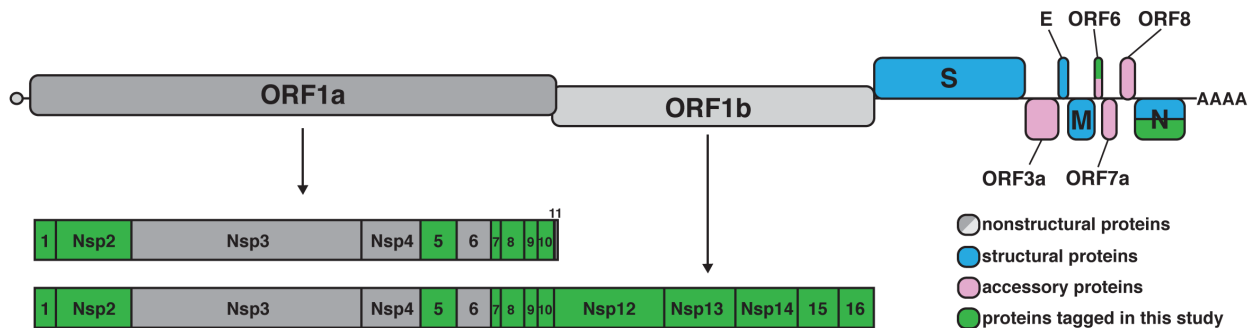 E ORF6 ORF8
ORF1a
S
ORF1b
M
N
AAAA
ORF3a
ORF7a
11
1 Nsp2 Nsp3 Nsp4 5 6 7 8 9 10
1 Nsp2 Nsp3 Nsp4 5 6 7 8 9 10 Nsp12 Nsp13 Nsp14 15 16
nonstructural proteins
structural proteins
accessory proteins
proteins tagged in this study